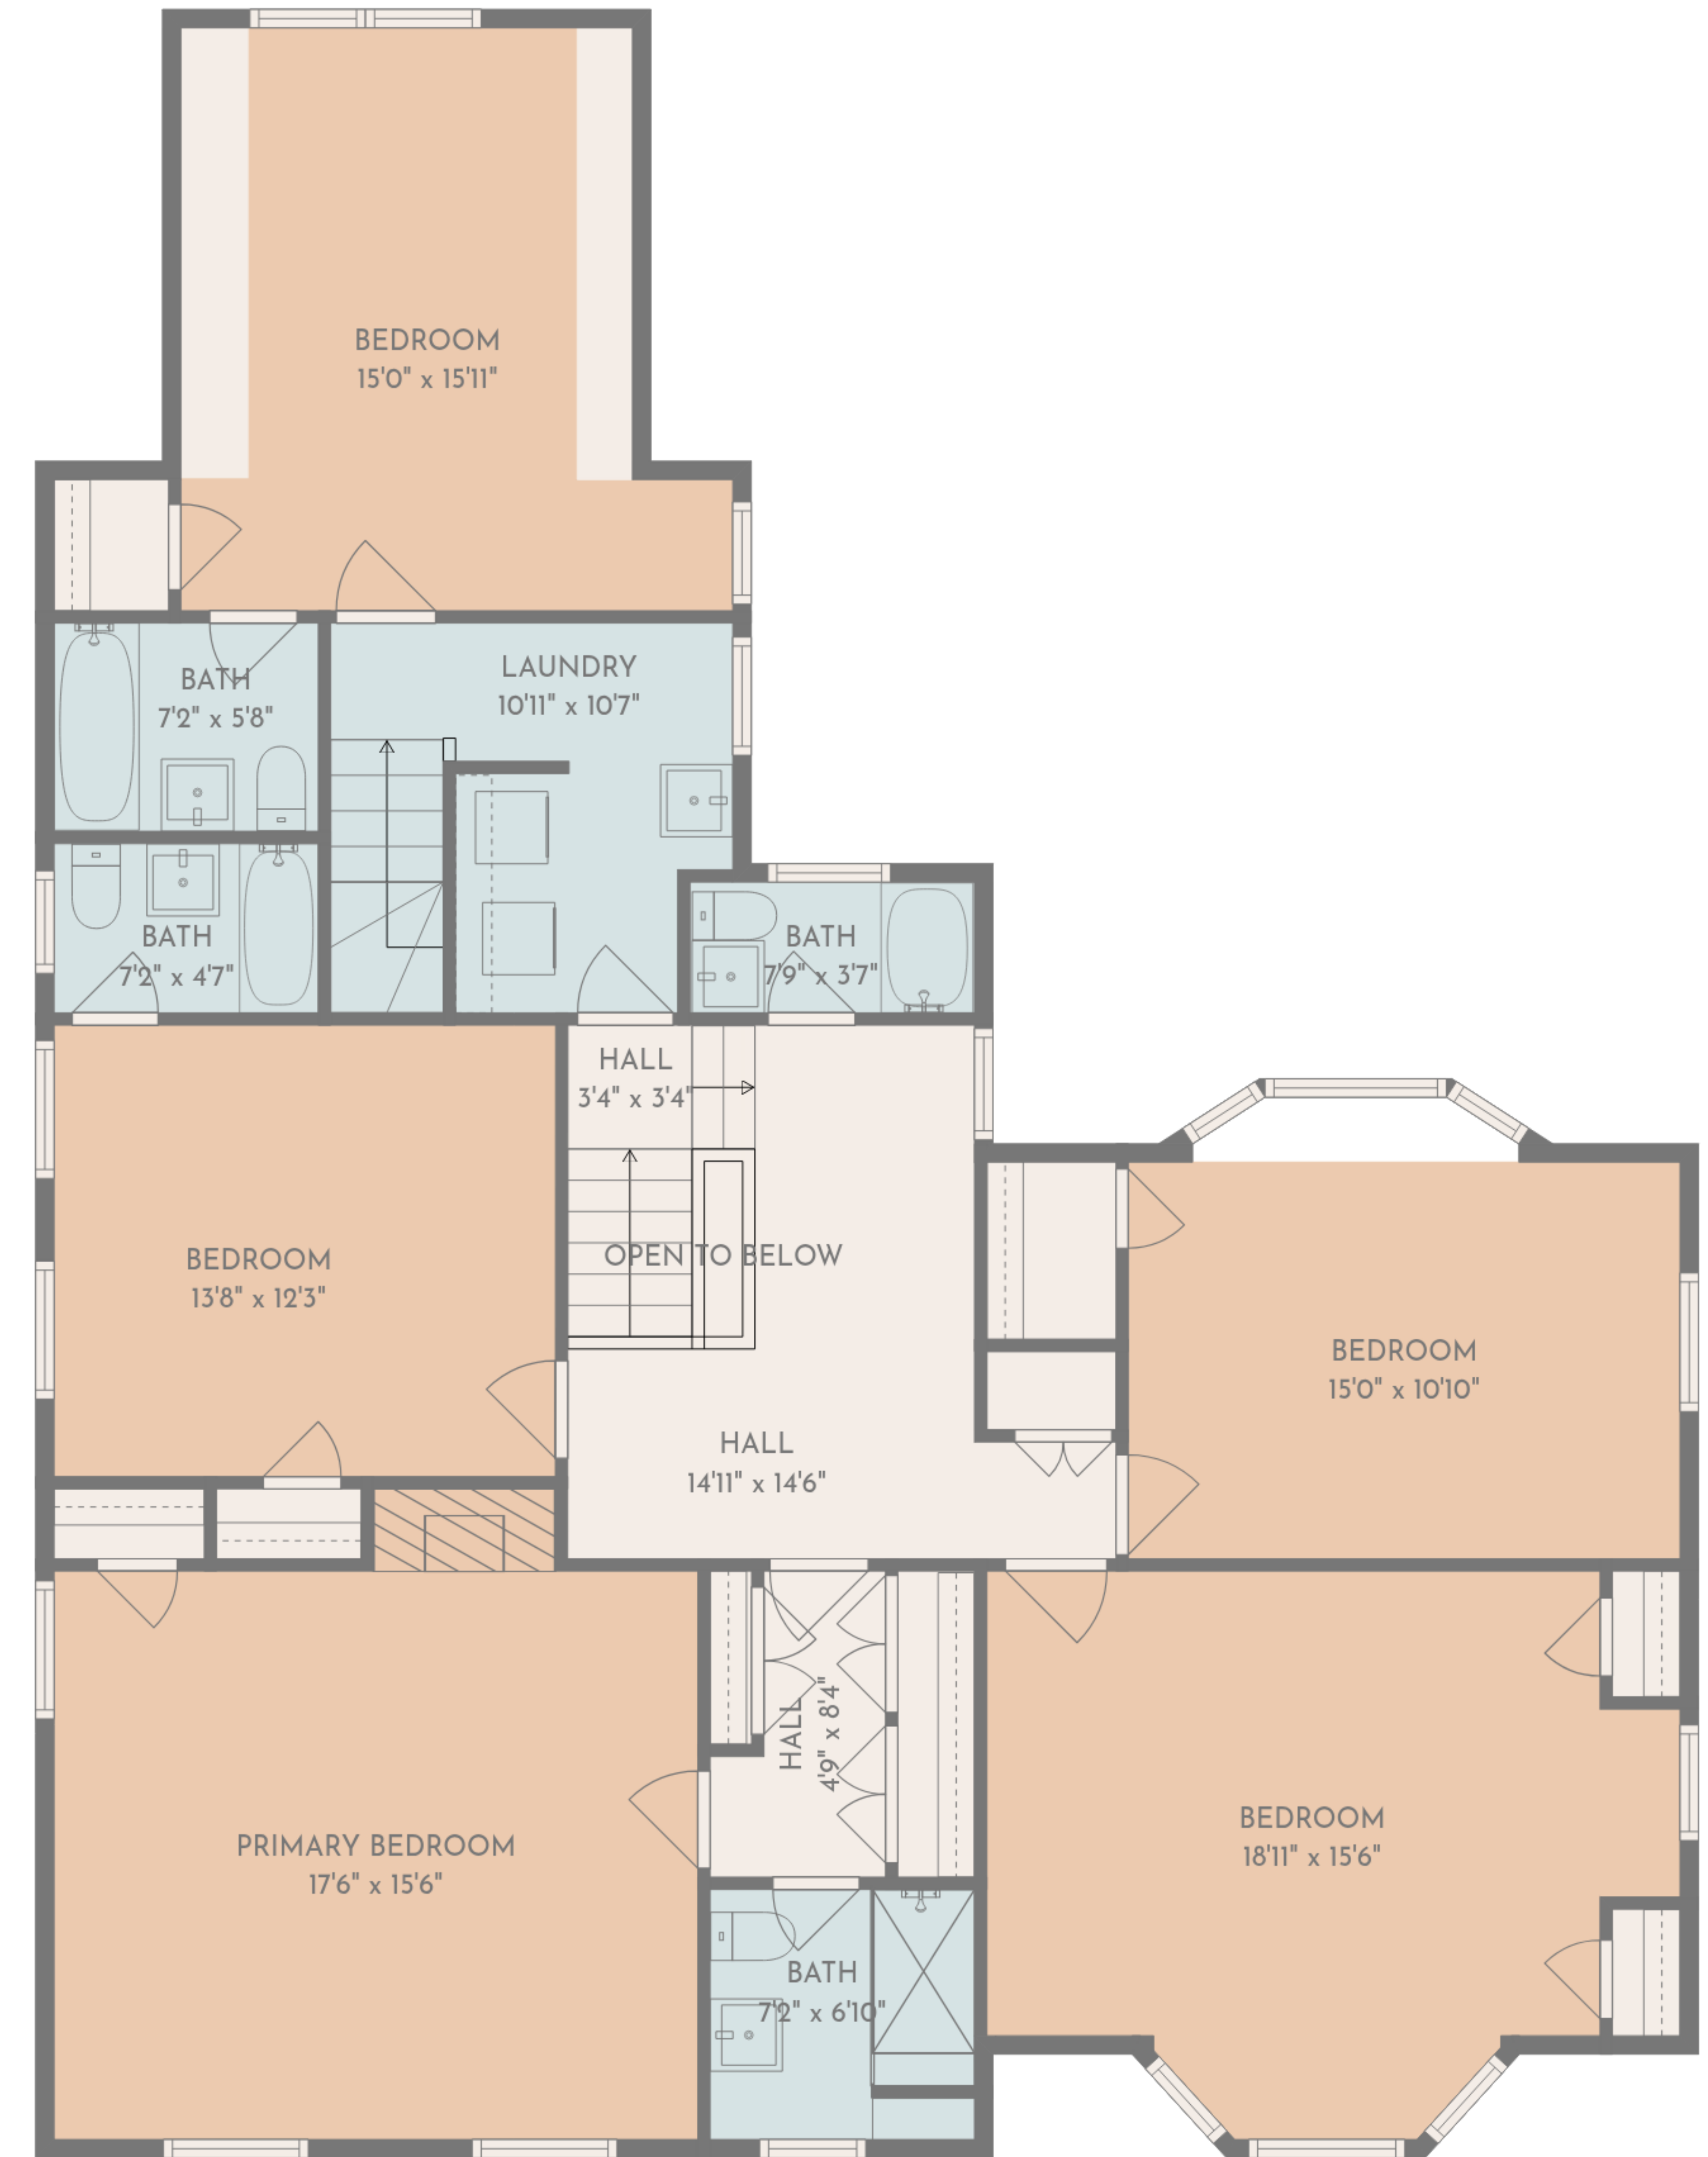 BEDROOM
15'0" x 15'11"
BATH
7'2" x 5'8"
LAUNDRY
10'11" x 10'7"
BATH
7'2" x 4'7"
BATH
7'9" x 3'7"
HALL
3'4" x 3'4"
BEDROOM
13'8" x 12'3"
OPEN TO BELOW
BEDROOM
15'0" x 10'10"
HALL
14'11" x 14'6"
HALL
4'9" x 8'4"
PRIMARY BEDROOM
17'6" x 15'6"
BEDROOM
18'11" x 15'6"
BATH
7'2" x 6'10"